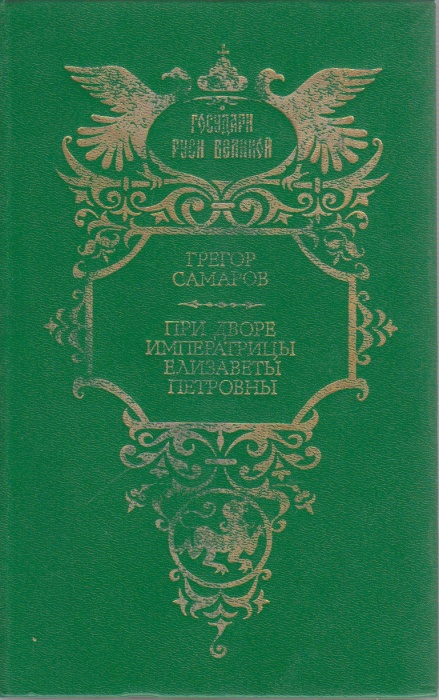 ГОСУДАРИ
РУСИ ВЕЛИКОЙ
ГРЕГОР
САМАРОВ
ПРИ ДВОРЕ
ИМПЕРАТРИЦЫ
ЕЛИЗАВЕТЫ
ПЕТРОВНЫ